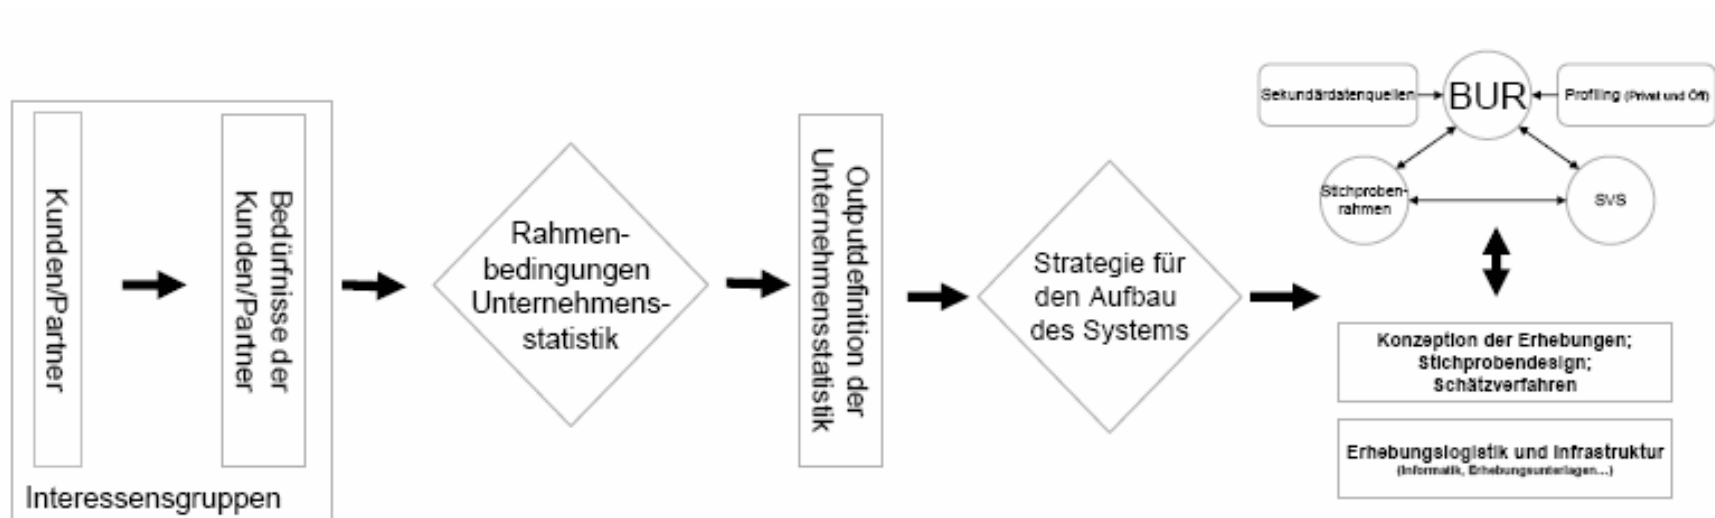 Kunden/Partner
Bedürfnisse der
Kunden/Partner
Interessensgruppen
Rahmen-
bedingungen
Unternehmens-
statistik
Outputdefinition der
Unternehmensstatistik
Strategie für
den Aufbau
des Systems
Sekundärdatenquellen
BUR
Profiling (Privat und Öff)
Stichproben-
rahmen
SVS
Konzeption der Erhebungen;
Stichprobendesign;
Schätzverfahren
Erhebungslogistik und Infrastruktur
(Informatik, Erhebungsunterlagen...)